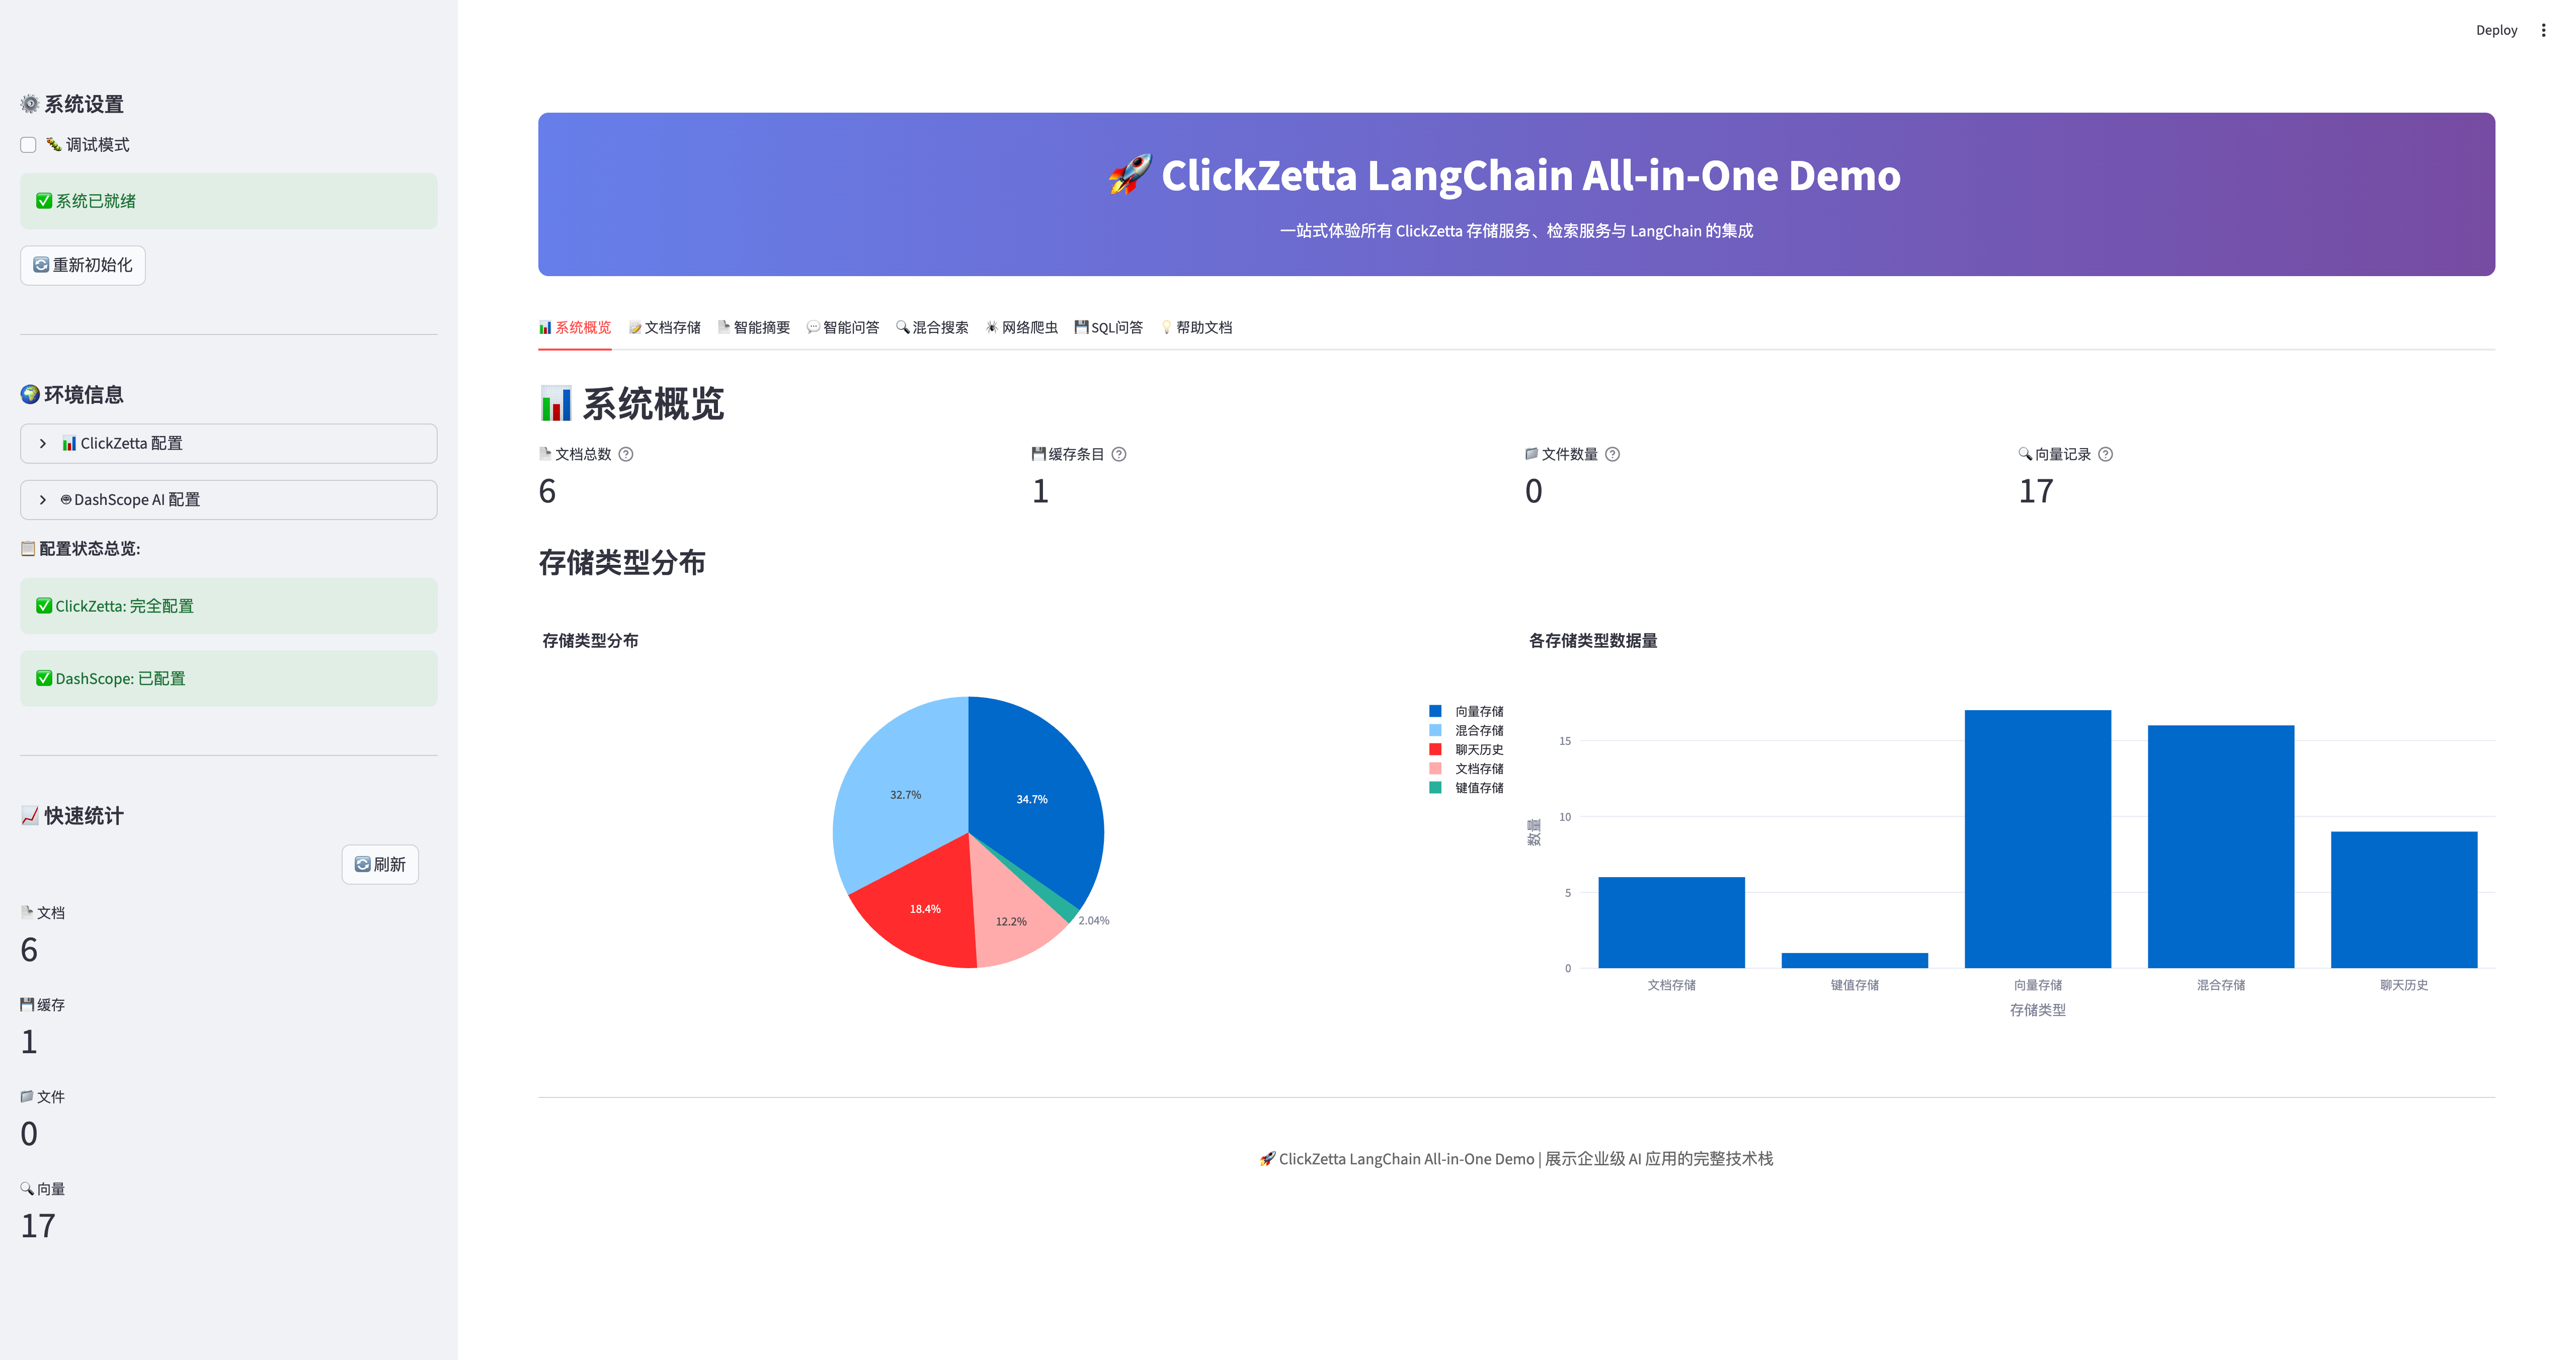 系统设置
调试模式
系统已就绪
重新初始化
环境信息
ClickZetta 配置
DashScope AI 配置
配置状态总览:
ClickZetta: 完全配置
DashScope: 已配置
快速统计
刷新
文档
6
缓存
1
文件
0
向量
17
Deploy
ClickZetta LangChain All-in-One Demo
一站式体验所有 ClickZetta 存储服务、检索服务与 LangChain 的集成
系统概览 文档存储 智能摘要 智能问答 混合搜索 网络爬虫 SQL问答 帮助文档
系统概览
文档总数 缓存条目 文件数量 向量记录
6 1 0 17
存储类型分布
存储类型分布
34.7%
32.7%
18.4%
12.2%
2.04%
向量存储
混合存储
聊天历史
文档存储
键值存储
各存储类型数据量
数量
15
10
5
0
文档存储 键值存储 向量存储 混合存储 聊天历史
存储类型
ClickZetta LangChain All-in-One Demo | 展示企业级 AI 应用的完整技术栈